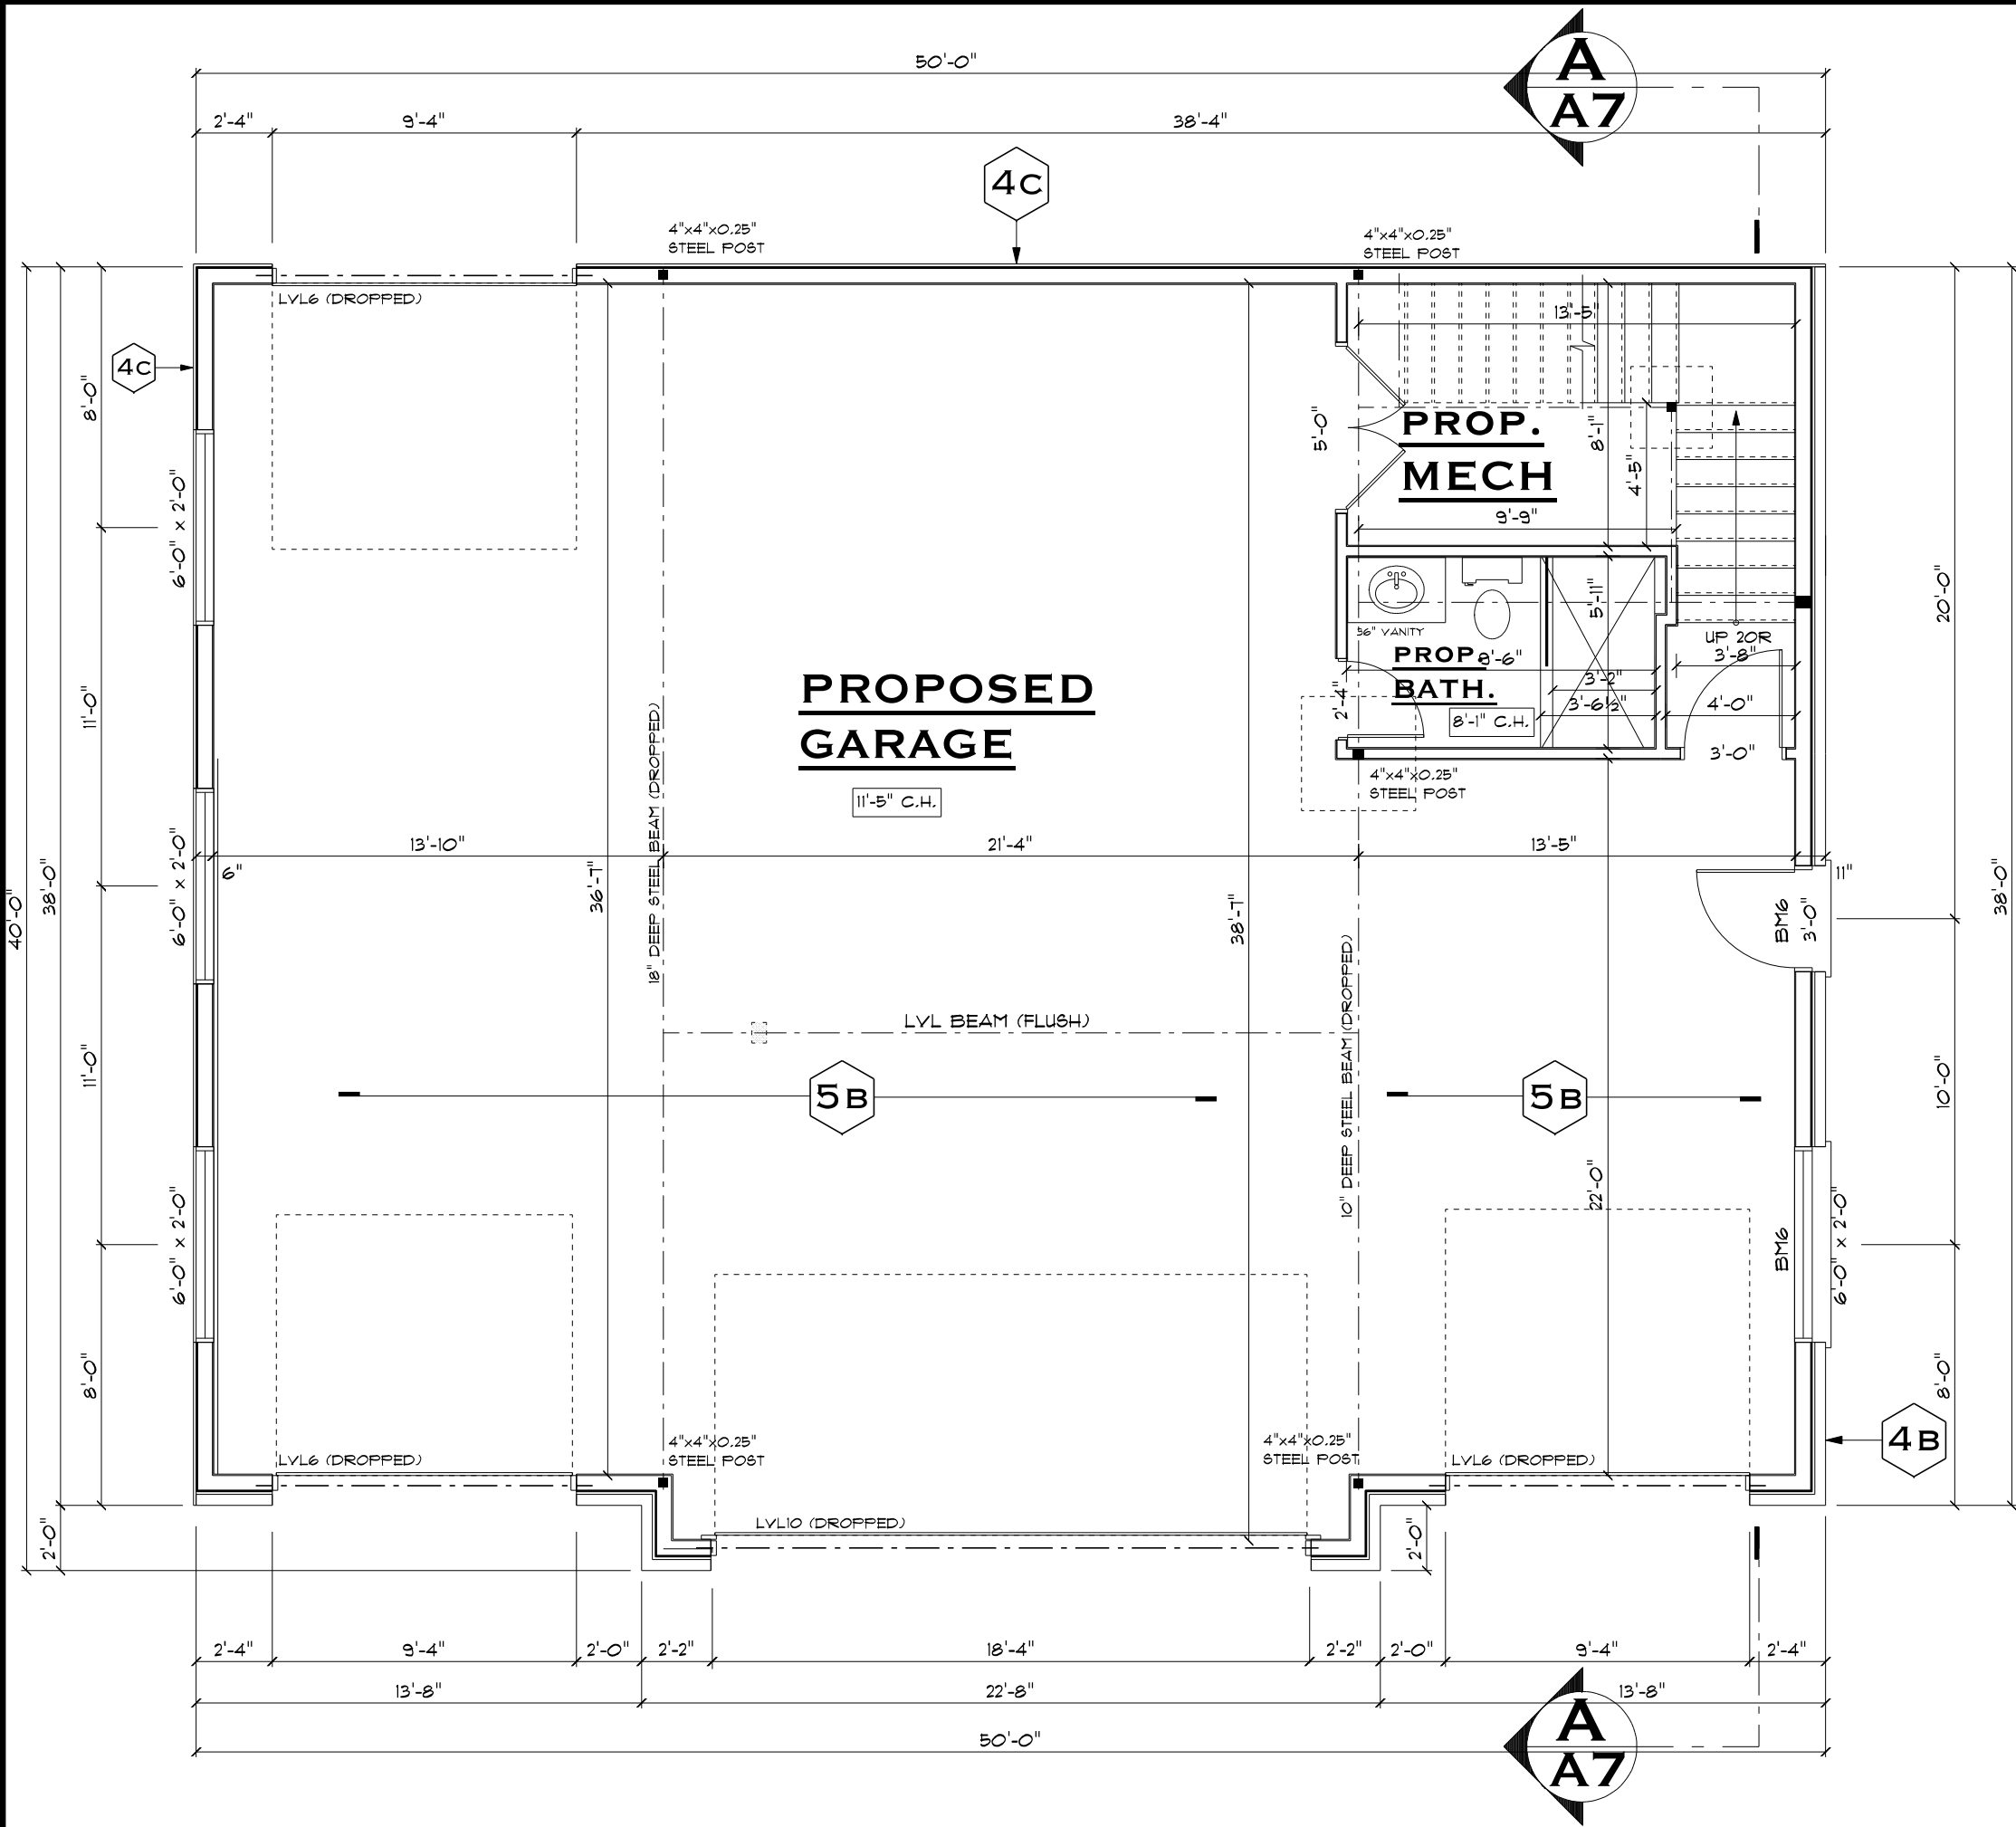 50'-0"
A
A7
2'-4"
9'-4"
38'-4"
4C
4"x4"x0.25"
STEEL POST
4"x4"x0.25"
STEEL POST
LVL6 (DROPPED)
13'-5"
4C
8'-0"
5'-0"
PROP.
MECH
8'-1"
4'-5"
9'-9"
6'-0" x 2'-0"
20'-0"
5'-11"
36" VANITY
UP 20R
PROP.
BATH.
9'-6"
3'-8"
3'-2"
3'-6½"
4'-0"
2'-4"
8'-1" C.H.
3'-0"
PROPOSED
GARAGE
11'-5" C.H.
11'-0"
18" DEEP STEEL BEAM (DROPPED)
4"x4"x0.25"
STEEL POST
13'-10"
21'-4"
13'-5"
6"
11"
6'-0" x 2'-0"
40'-0"
38'-0"
36'-7"
38'-7"
BM6
3'-0"
38'-0"
LVL BEAM (FLUSH)
10" DEEP STEEL BEAM (DROPPED)
5B
5B
11'-0"
10'-0"
22'-0"
6'-0" x 2'-0"
BM6
6'-0" x 2'-0"
8'-0"
8'-0"
4B
LVL6 (DROPPED)
4"x4"x0.25"
STEEL POST
4"x4"x0.25"
STEEL POST
LVL6 (DROPPED)
LVL10 (DROPPED)
2'-0"
2'-0"
2'-4"
9'-4"
2'-0"
2'-2"
18'-4"
2'-2"
2'-0"
9'-4"
2'-4"
13'-8"
22'-8"
13'-8"
50'-0"
A
A7